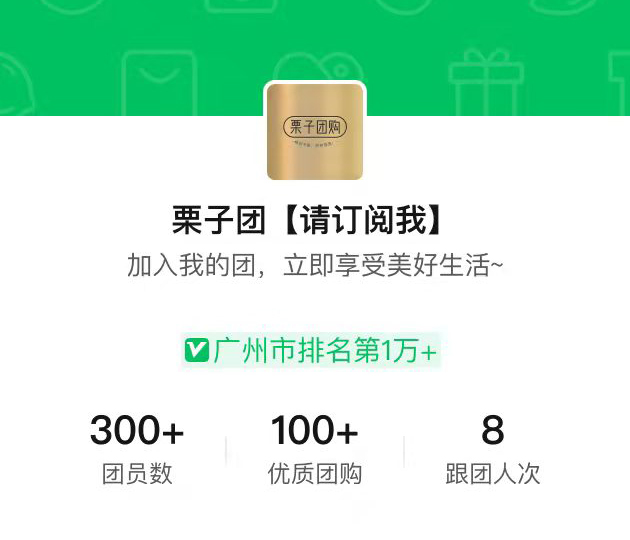 栗子团购
栗子团【请订阅我】
加入我的团，立即享受美好生活~
广州市排名第1万+
300+
100+
8
团员数
优质团购
跟团人次